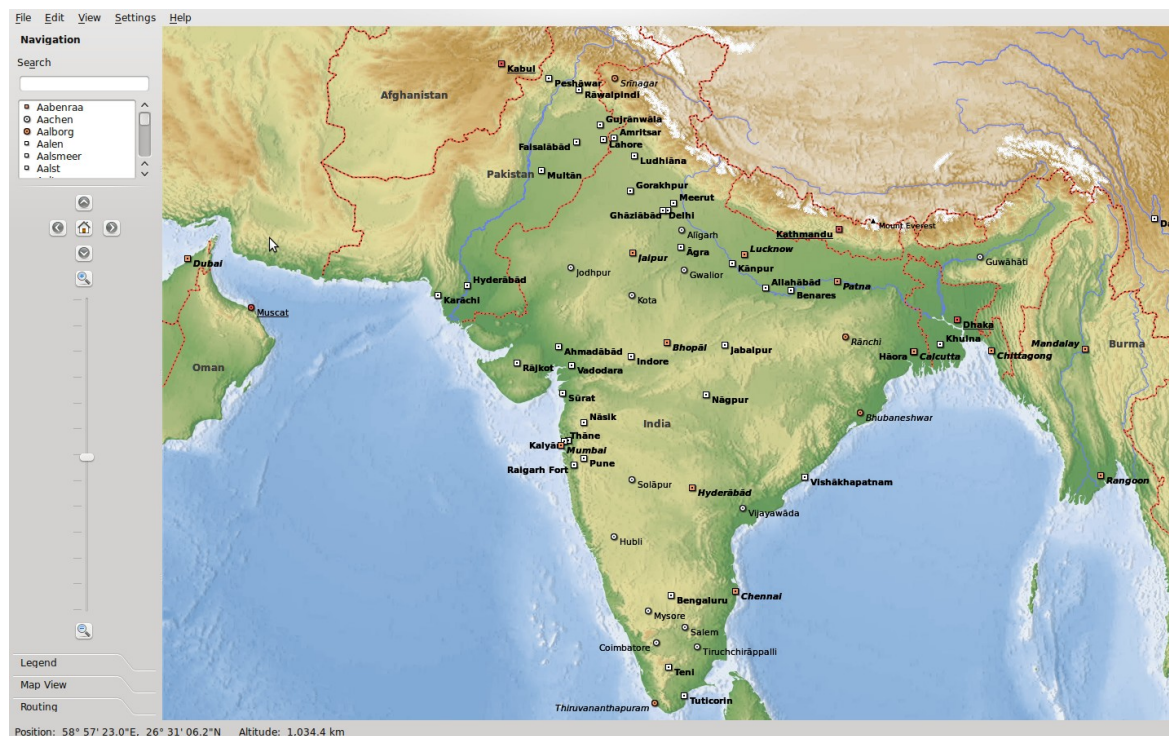 File Edit View Settings Help
Navigation
Search
Aabenraa
Aachen
Aalborg
Aalen
Aalsmeer
Aalst
Legend
Map View
Routing
Kabul
Peshāwar
Srīnagar
Rāwalpindi
Afghanistan
Gujrānwāla
Amritsar
Lahore
Faisalābād
Ludhiāna
Pakistan
Multān
Gorakhpur
Meerut
Ghāzīābād
Delhi
Mount Everest
Kathmandu
Alīgarh
Āgra
Lucknow
Jaipur
Kānpur
Guwāhāti
Dubai
Jodhpur
Gwalior
Hyderābād
Allahābād
Patna
Karāchi
Kota
Benares
Muscat
Dhaka
Rānchī
Khulna
Mandalay
Burma
Ahmadābād
Bhopāl
Jabalpur
Indore
Hāora
Calcutta
Chittagong
Oman
Rājkot
Vadodara
Sūrat
Nāgpur
Nāsik
India
Bhubaneshwar
Thāne
Mumbai
Pune
Raigarh Fort
Solāpur
Hyderābād
Vishākhapatnam
Rangoon
Vijayawāda
Hubli
Bengaluru
Chennai
Mysore
Salem
Coimbatore
Tiruchchirāppalli
Teni
Tuticorin
Thiruvananthapuram
Position: 58° 57' 23.0"E, 26° 31' 06.2"N Altitude: 1,034.4 km